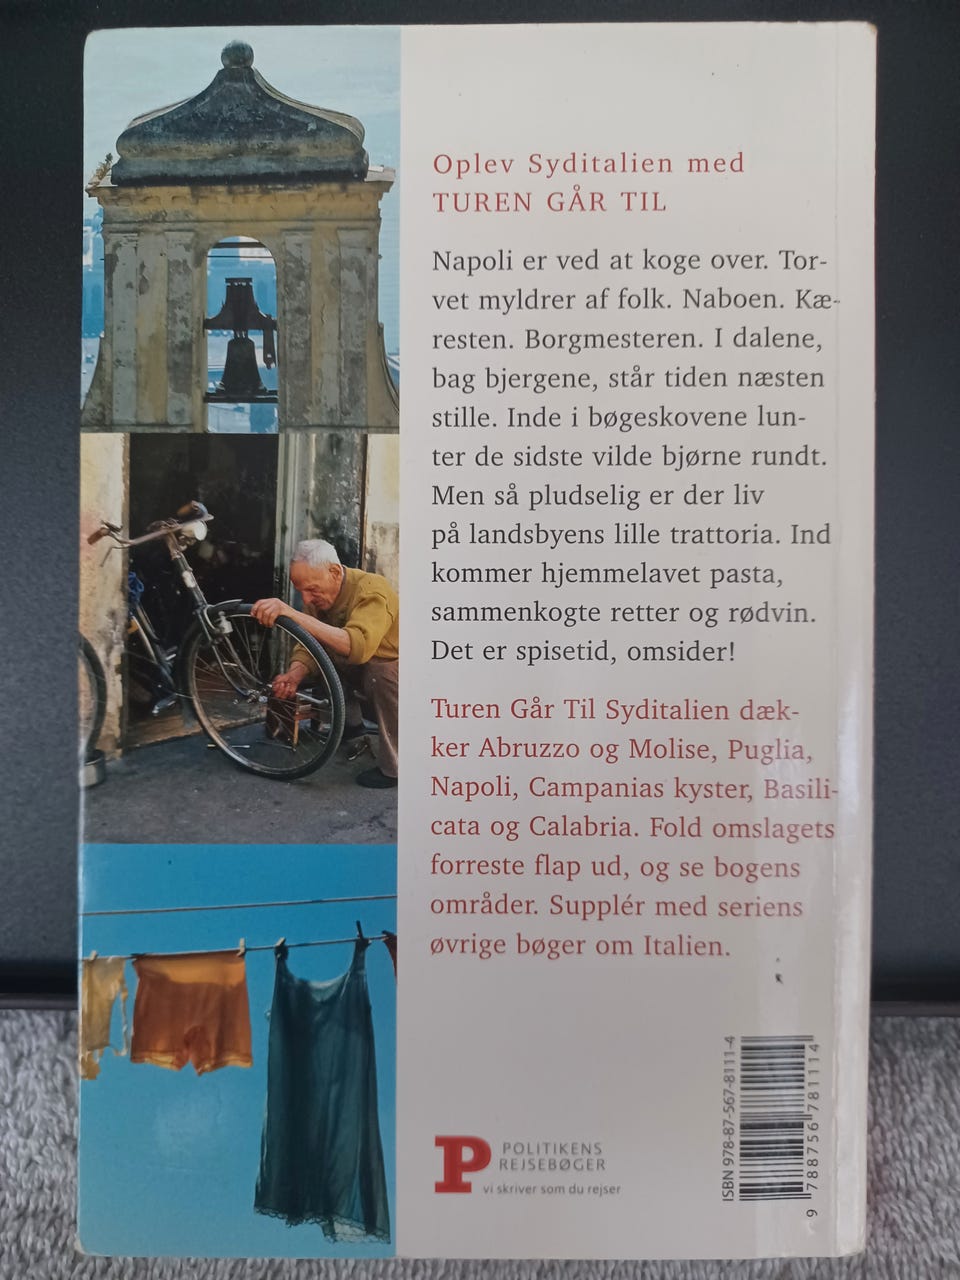 Oplev Syditalien med
TUREN GÅR TIL
Napoli er ved at koge over. Tor-
vet myldrer af folk. Naboen. Kæ-
resten. Borgmesteren. I dalene,
bag bjergene, står tiden næsten
stille. Inde i bøgeskovene lun-
ter de sidste vilde bjørne rundt.
Men så pludselig er der liv
på landsbyens lille trattoria. Ind
kommer hjemmelavet pasta,
sammenkogte retter og rødvin.
Det er spisetid, omsider!
Turen Går Til Syditalien dæk-
ker Abruzzo og Molise, Puglia,
Napoli, Campanias kyster, Basili-
cata og Calabria. Fold omslagets
forreste flap ud, og se bogens
områder. Supplér med seriens
øvrige bøger om Italien.
P
POLITIKENS
REJSEBØGER
vi skriver som du rejser
ISBN 978-87-567-8111-4
9 788756 781114